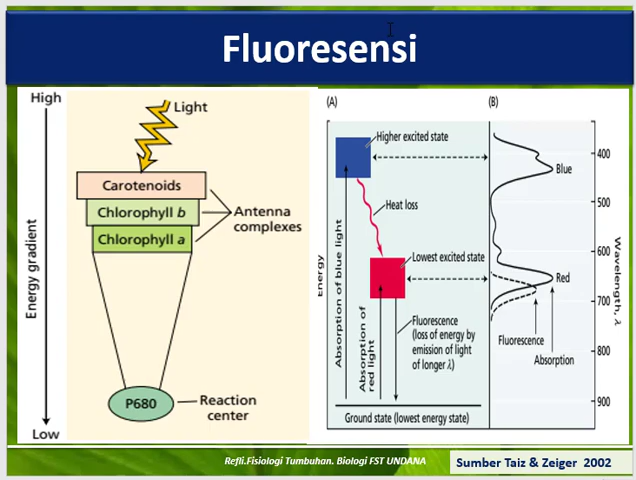 Fluoresensi
High
Light
Carotenoids
Chlorophyll b
Chlorophyll a
Antenna
complexes
Energy gradient
P680
Reaction
center
Low
(A)
(B)
Higher excited state
Heat loss
Lowest excited state
Energy
Absorption of blue light
Absorption of
red light
Fluorescence
(loss of energy by
emission of light
of longer λ)
Ground state (lowest energy state)
Blue
Red
Fluorescence
Absorption
400
500
600
700
800
900
Wavelength, λ
Refli.Fisiologi Tumbuhan. Biologi FST UNDANA
Sumber Taiz & Zeiger 2002